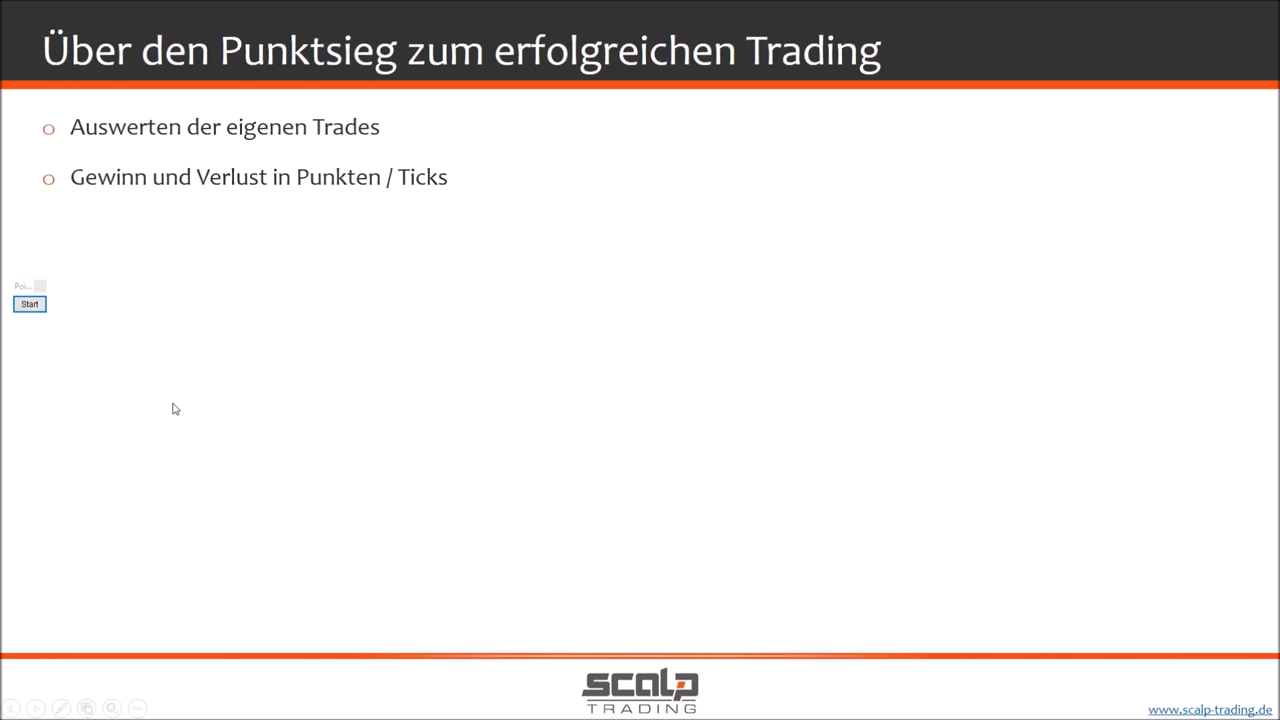 Über den Punktsieg zum erfolgreichen Trading
o Auswerten der eigenen Trades
o Gewinn und Verlust in Punkten / Ticks
Poi...
Start
scalp
TRADING
www.scalp-trading.de